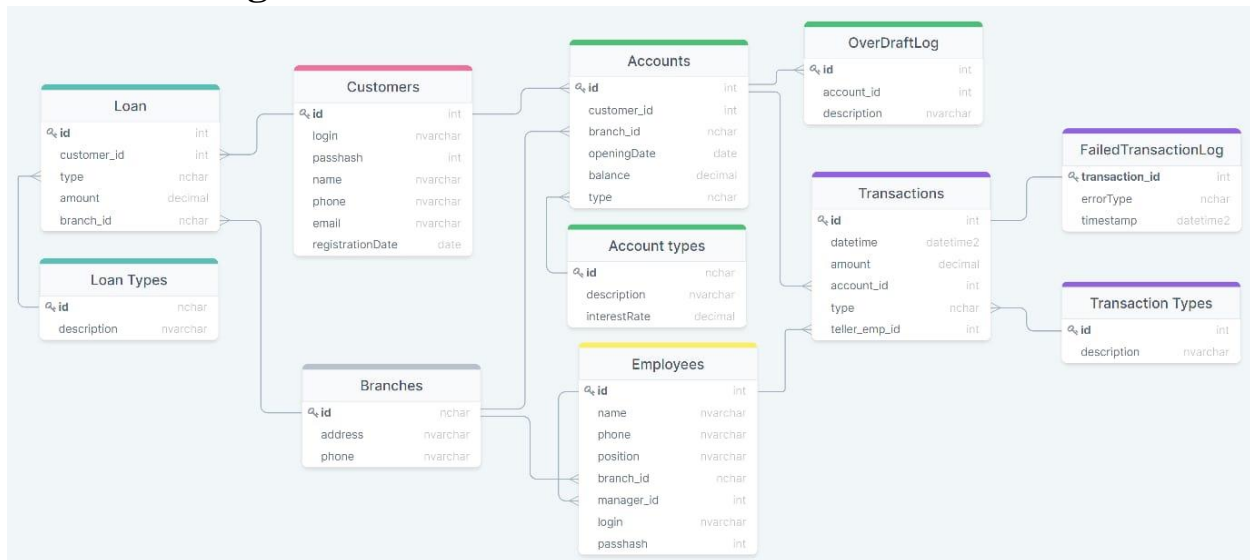 Loan
id int
customer_id int
type nchar
amount decimal
branch_id nchar
Loan Types
id nchar
description nvarchar
Customers
id int
login nvarchar
passhash int
name nvarchar
phone nvarchar
email nvarchar
registrationDate date
Branches
id nchar
address nvarchar
phone nvarchar
Accounts
id int
customer_id int
branch_id nchar
openingDate date
balance decimal
type nchar
Account types
id nchar
description nvarchar
interestRate decimal
Employees
id int
name nvarchar
phone nvarchar
position nvarchar
branch_id nchar
manager_id int
login nvarchar
passhash int
OverDraftLog
id int
account_id int
description nvarchar
Transactions
id int
datetime datetime2
amount decimal
account_id int
type nchar
teller_emp_id int
FailedTransactionLog
transaction_id int
errorType nchar
timestamp datetime2
Transaction Types
id int
description nvarchar